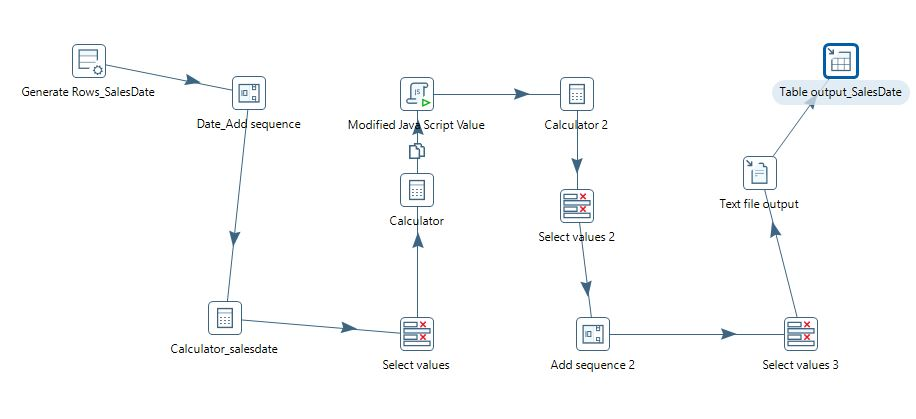 Generate Rows_SalesDate
Date_Add sequence
Calculator_salesdate
Select values
Calculator
JS
Modified Java Script Value
Calculator 2
Select values 2
Add sequence 2
Select values 3
Text file output
Table output_SalesDate